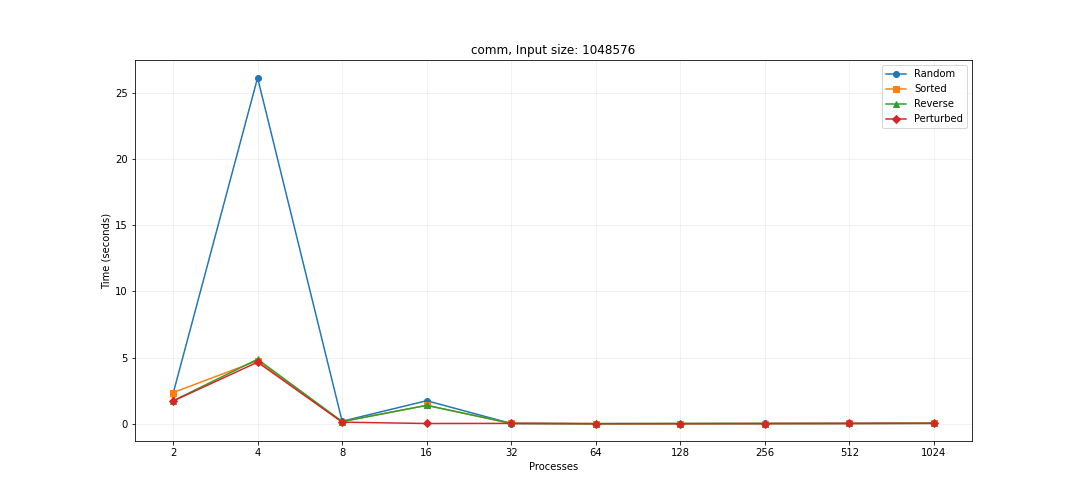 comm, Input size: 1048576
Random
Sorted
Reverse
Perturbed
Time (seconds)
25
20
15
10
5
0
2 4 8 16 32 64 128 256 512 1024
Processes